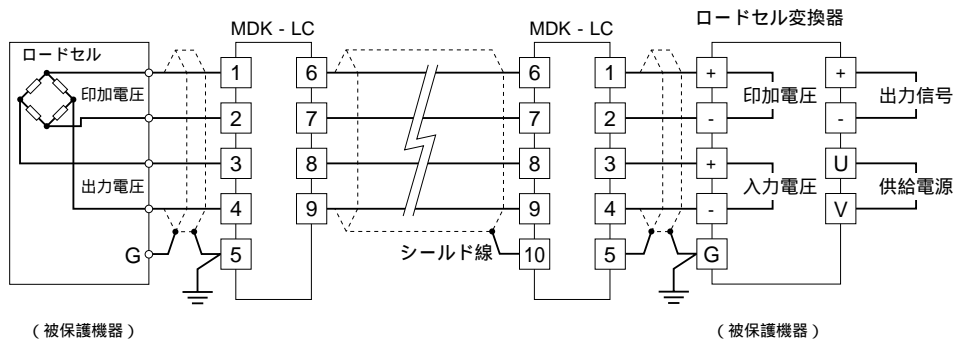 ロードセル変換器
MDK - LC
MDK - LC
ロードセル
印加電圧
出力電圧
G
1
2
3
4
5
6
7
8
9
シールド線
6
7
8
9
10
1
2
3
4
5
+
-
+
-
G
印加電圧
入力電圧
+
-
U
V
出力信号
供給電源
(被保護機器)
(被保護機器)